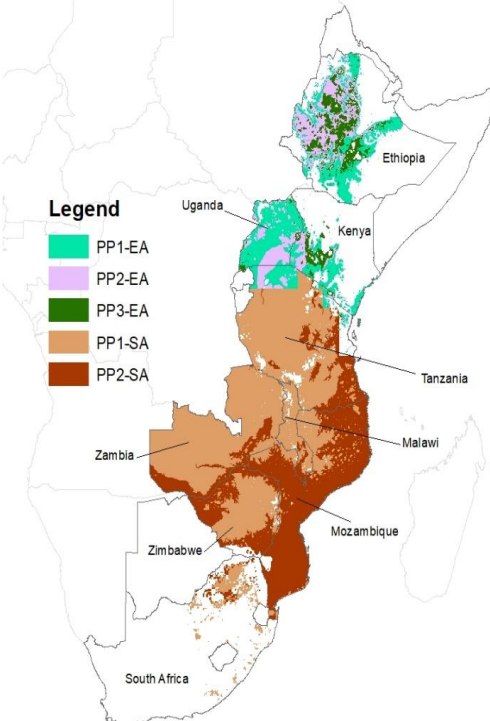 Ethiopia
Uganda
Legend
Kenya
PP1-EA
PP2-EA
PP3-EA
PP1-SA
PP2-SA
Tanzania
Malawi
Zambia
Mozambique
Zimbabwe
South Africa